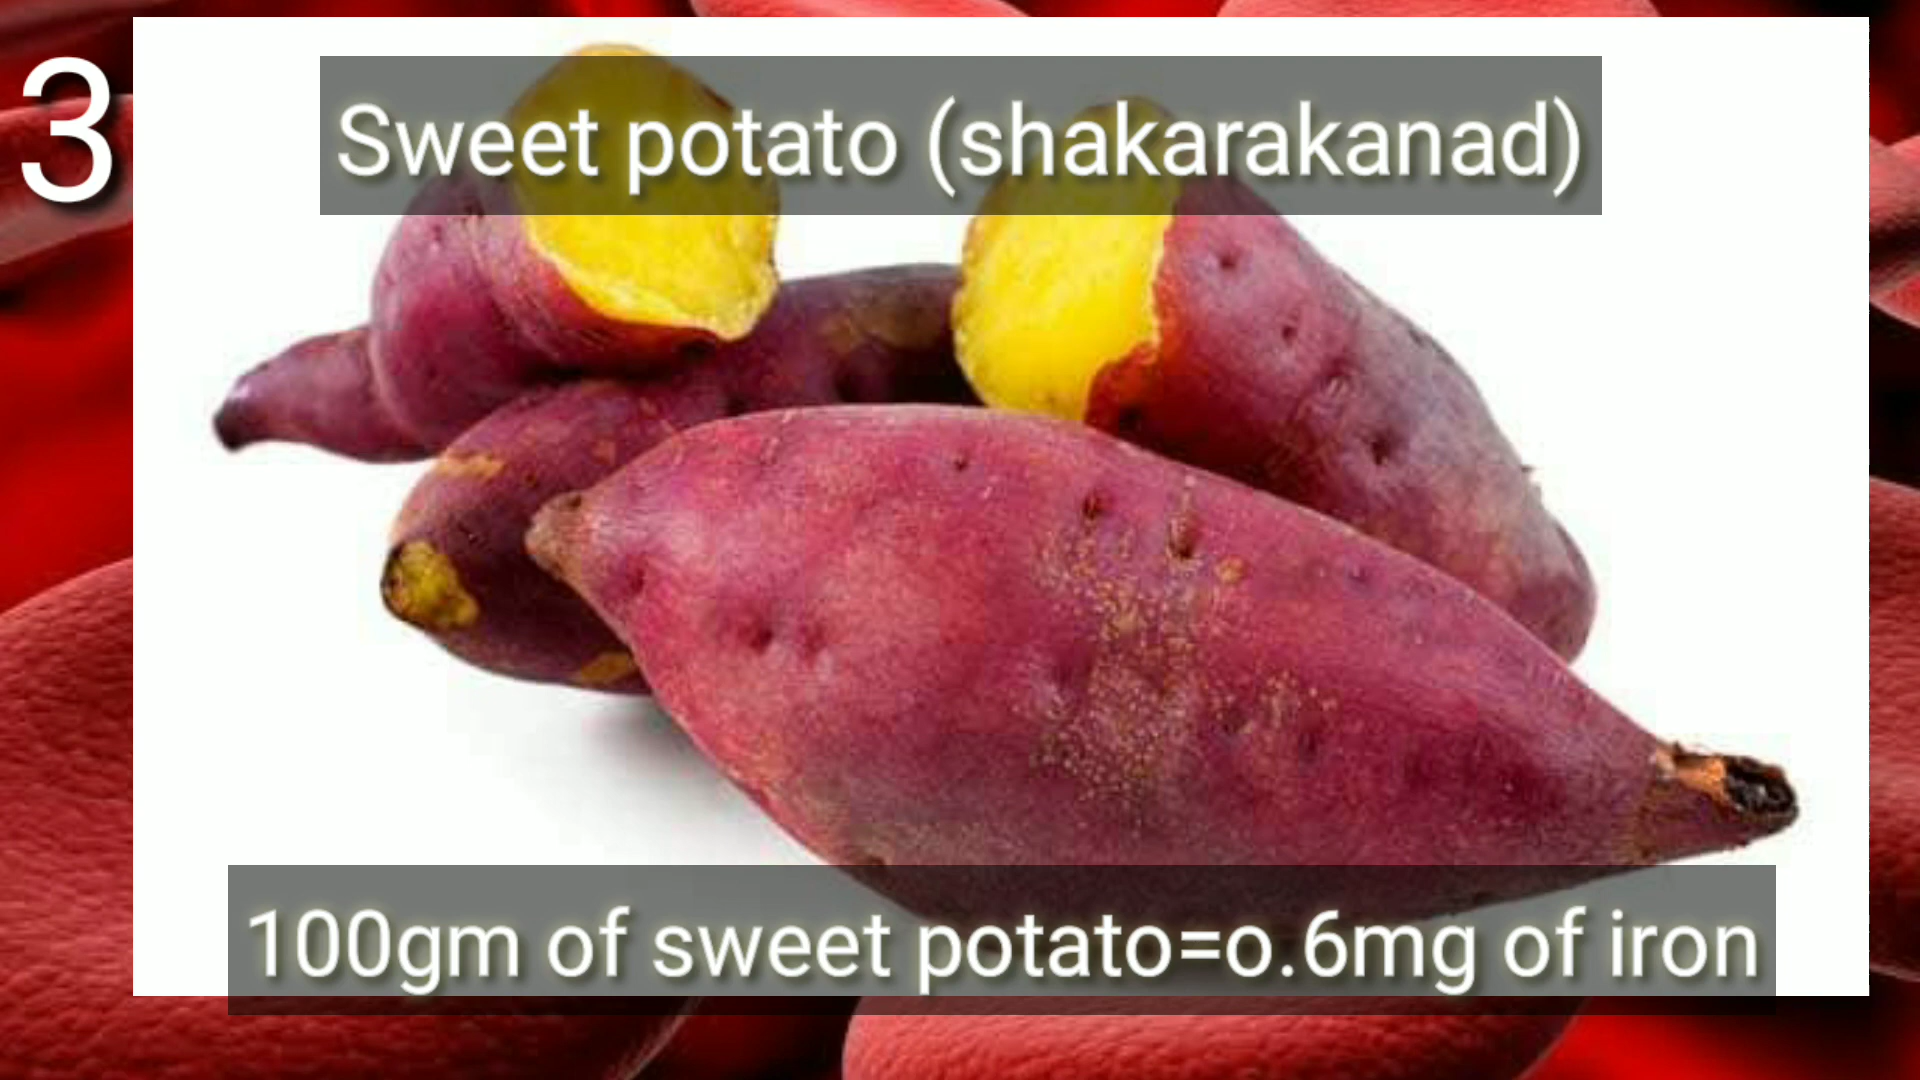 3
Sweet potato (shakarakanad)
100gm of sweet potato=o.6mg of iron